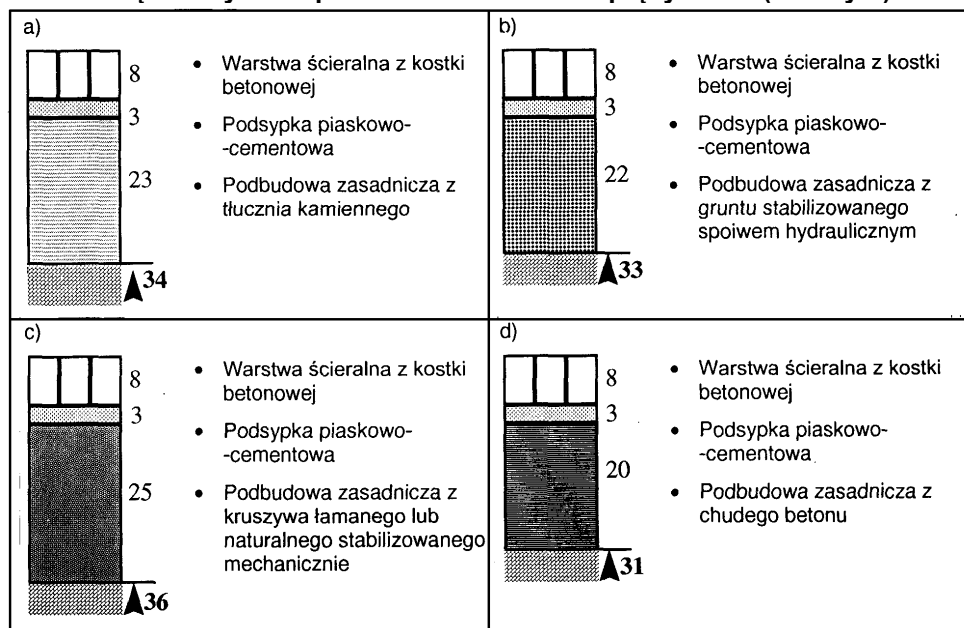 a)
8
3
23
34
• Warstwa ścieralna z kostki
betonowej
• Podsypka piaskowo-
-cementowa
• Podbudowa zasadnicza z
tłucznia kamiennego
b)
8
3
22
33
• Warstwa ścieralna z kostki
betonowej
• Podsypka piaskowo-
-cementowa
• Podbudowa zasadnicza z
gruntu stabilizowanego
spoiwem hydraulicznym
c)
8
3
25
36
• Warstwa ścieralna z kostki
betonowej
• Podsypka piaskowo-
-cementowa
• Podbudowa zasadnicza z
kruszywa łamanego lub
naturalnego stabilizowanego
mechanicznie
d)
8
3
20
31
• Warstwa ścieralna z kostki
betonowej
• Podsypka piaskowo-
-cementowa
• Podbudowa zasadnicza z
chudego betonu